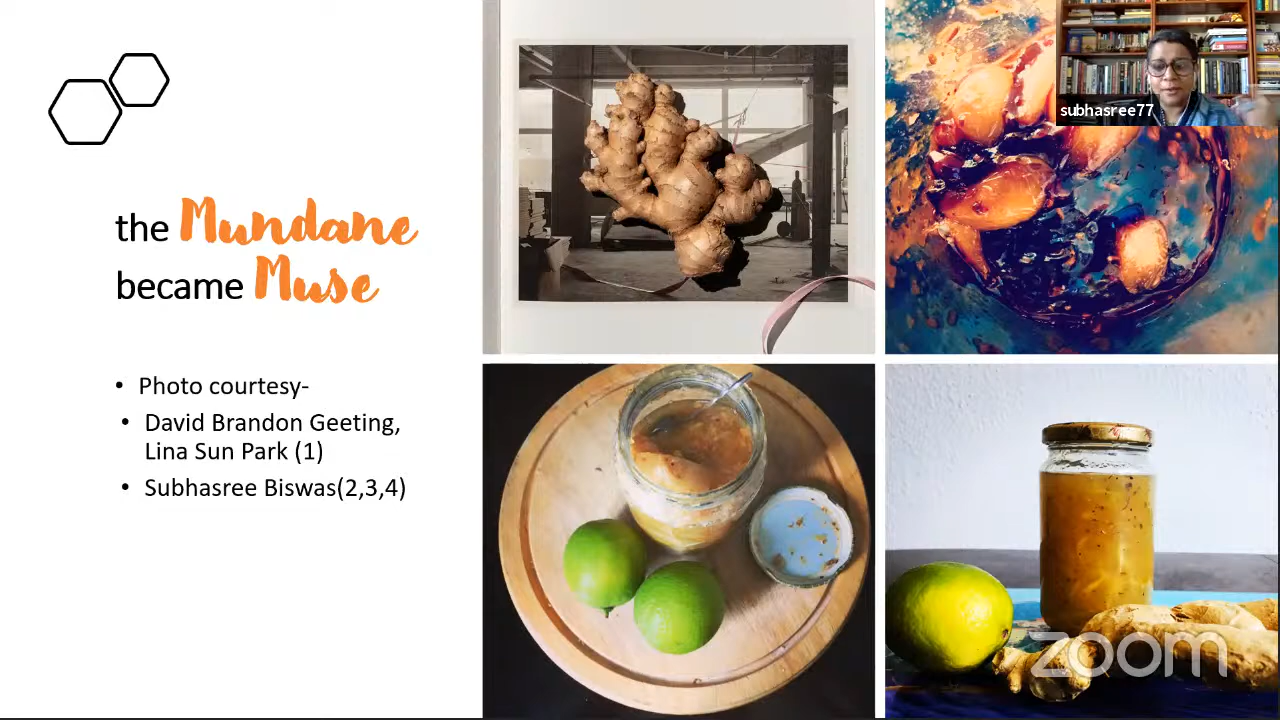 the Mundane
became Muse
• Photo courtesy-
• David Brandon Geeting,
Lina Sun Park (1)
• Subhasree Biswas(2,3,4)
subhasree77
zoom